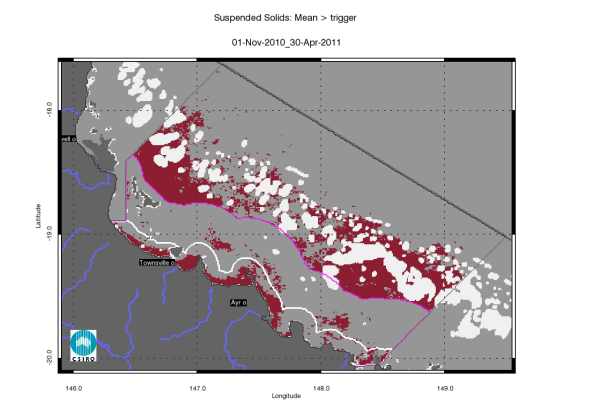 Suspended Solids: Mean > trigger
01-Nov-2010_30-Apr-2011
-18.0
well o
-19.0
Latitude
Townsville o
Ayr o
CSIRO
-20.0
146.0 147.0 148.0 149.0
Longitude